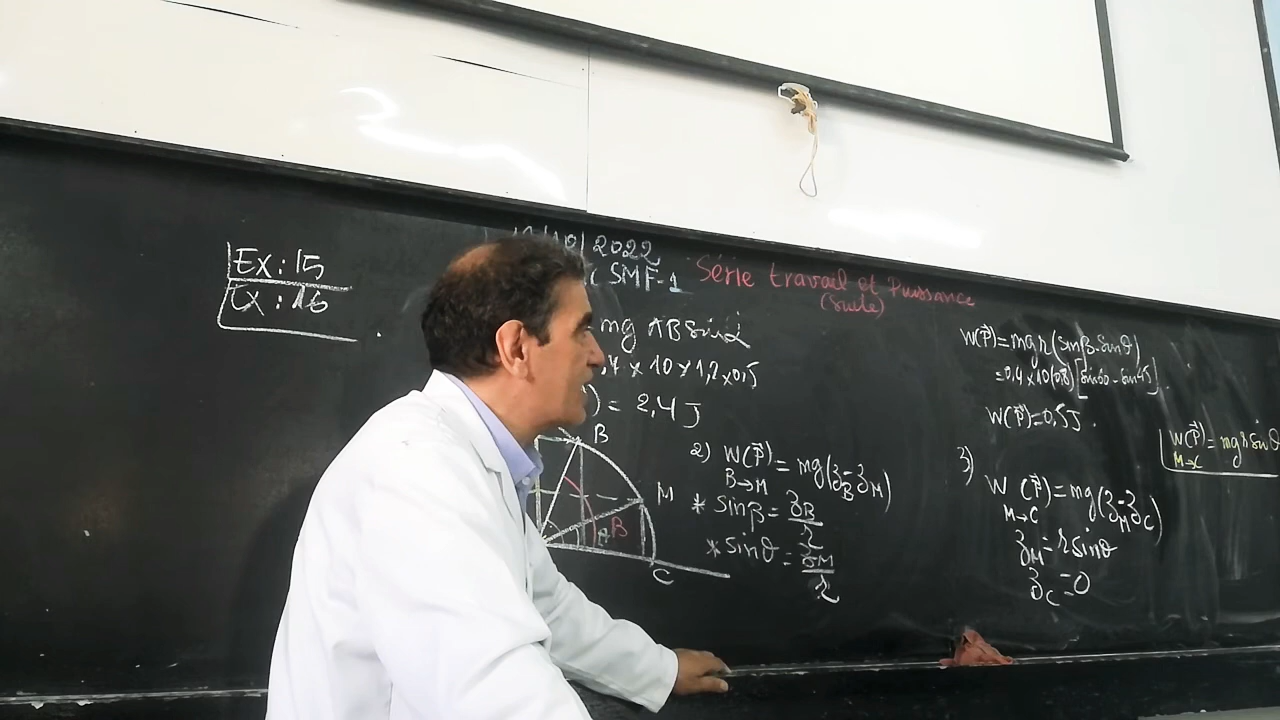 Ex: 15
Ex: 16
2022
SMF-1
Série travail et Puissance
(Suite)
mg AB sin α
,4 x 10 x 1,2 x 0,5
) = 2,4 J
B
M
β
θ
C
2) W(P⃗) = mg(z_B - z_M)
B→M
* sin β = z_B / r
* sin θ = z_M / r
W(P⃗) = mg r (sin β - sin θ)
= 0,4 x 10 (0,8) [sin 60 - sin 45]
W(P⃗) = 0,5 J.
3)
W (P⃗) = mg(z_M - z_C)
M→C
z_M = r sin θ
z_C = 0
W(P⃗) = mg r sin θ
M→C